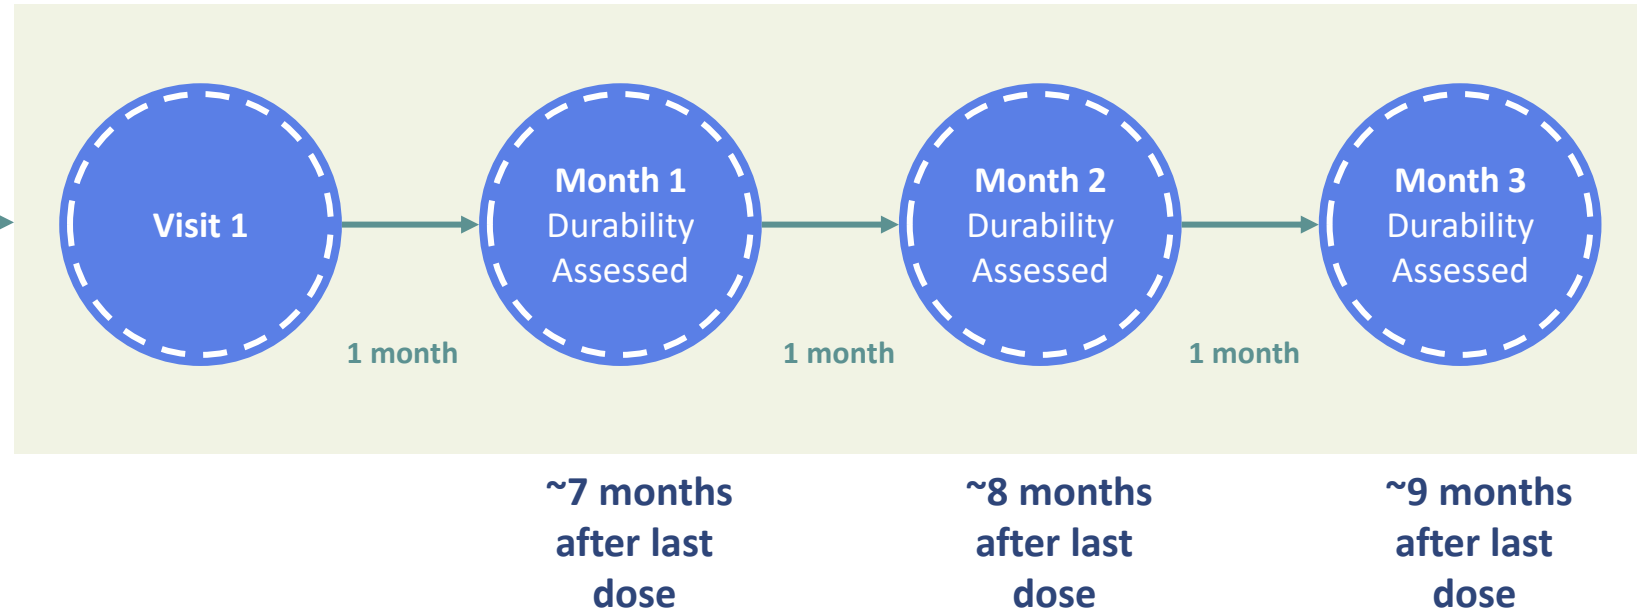 Visit 1
Month 1
Durability
Assessed
Month 2
Durability
Assessed
Month 3
Durability
Assessed
1 month
1 month
1 month
~7 months
after last
dose
~8 months
after last
dose
~9 months
after last
dose